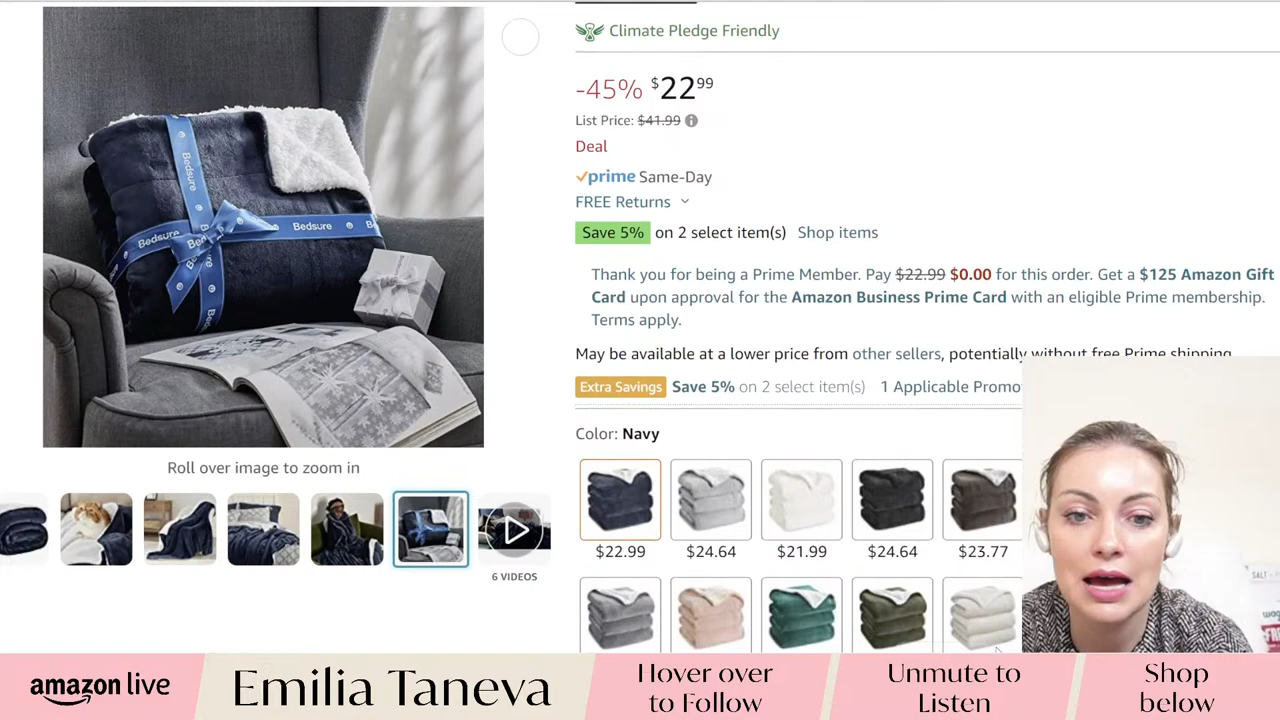 Climate Pledge Friendly
-45% $22 99
List Price: $41.99
Deal
prime Same-Day
FREE Returns
Save 5% on 2 select item(s) Shop items
Thank you for being a Prime Member. Pay $22.99 $0.00 for this order. Get a $125 Amazon Gift
Card upon approval for the Amazon Business Prime Card with an eligible Prime membership.
Terms apply.
May be available at a lower price from other sellers, potentially without free Prime shipping
Extra Savings Save 5% on 2 select item(s) 1 Applicable Promo
Color: Navy
$22.99 $24.64 $21.99 $24.64 $23.77
Bedsure
Bedsure
Bedsure
Bedsure
Roll over image to zoom in
6 VIDEOS
SALT
amazon live
Emilia Taneva
Hover over
to Follow
Unmute to
Listen
Shop
below